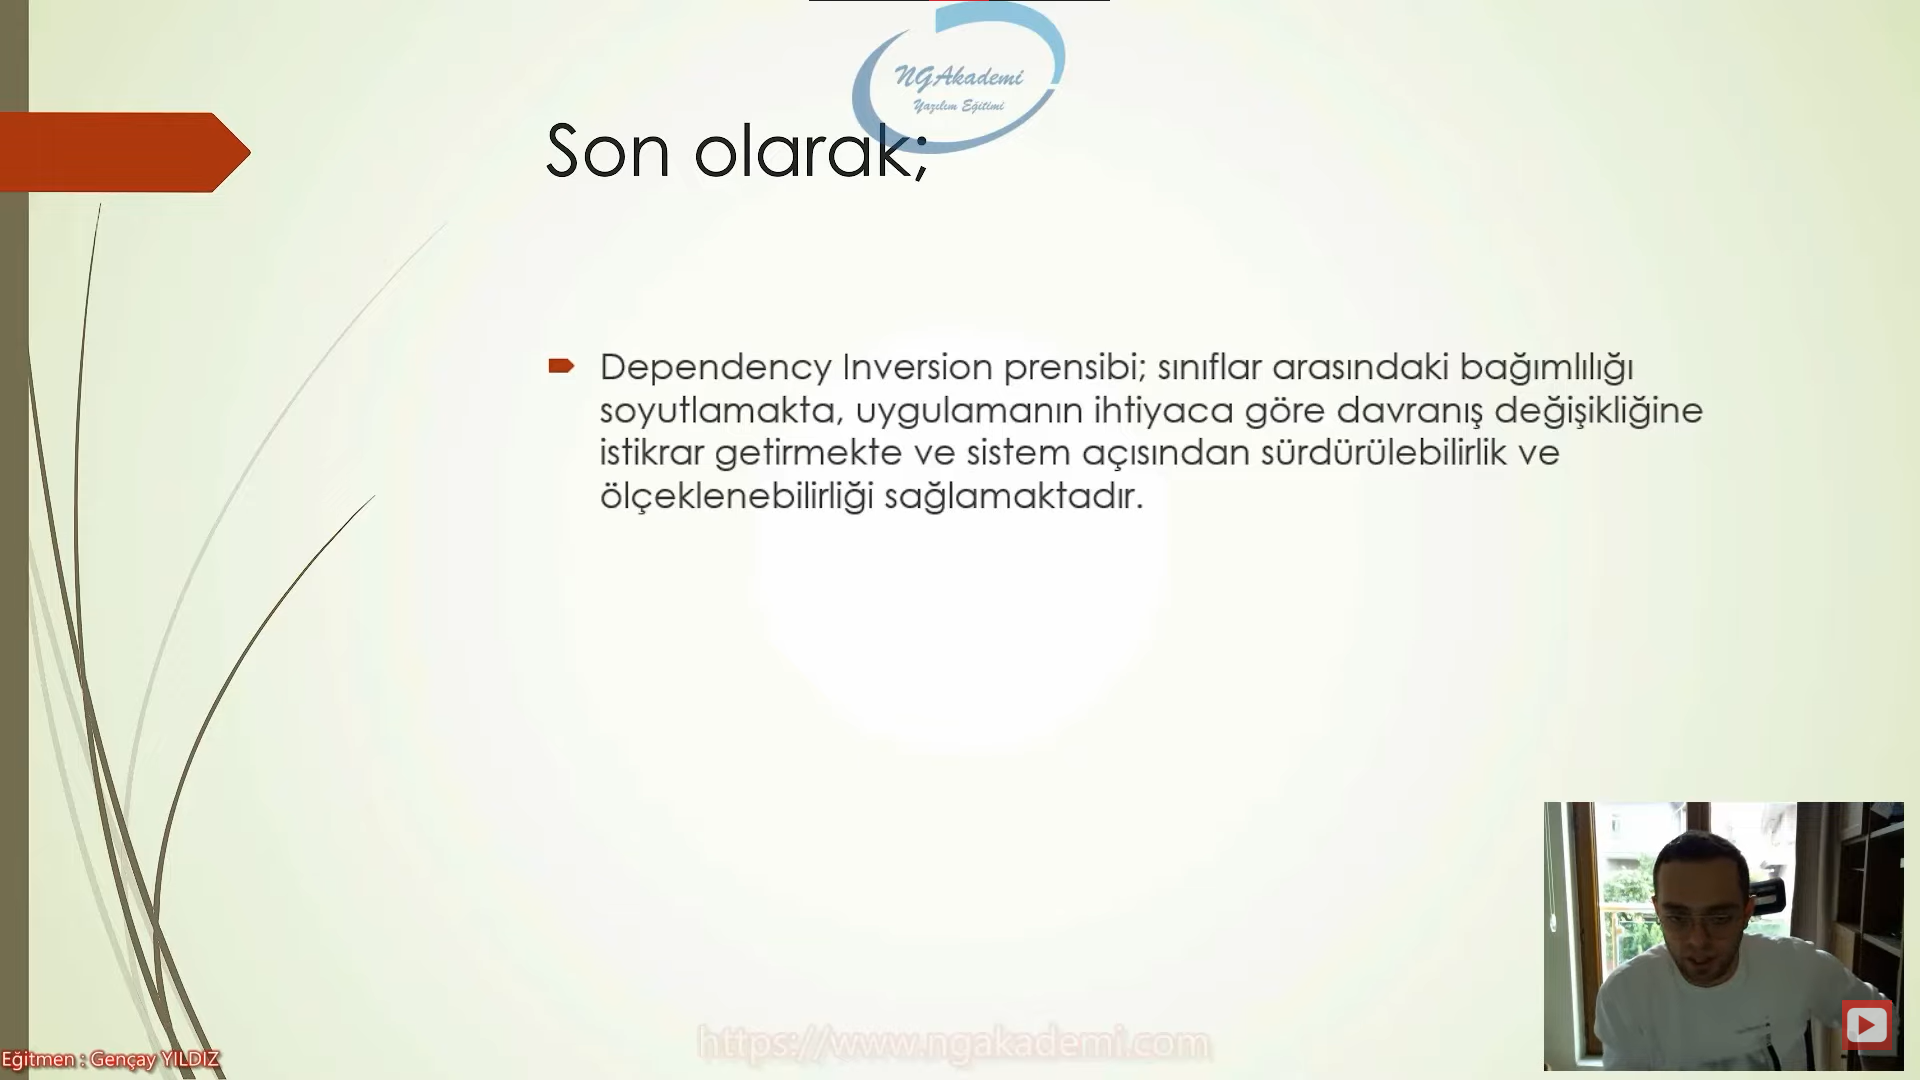 NGAkademi
Yazılım Eğitimi
Son olarak;
Dependency Inversion prensibi; sınıflar arasındaki bağımlılığı
soyutlamakta, uygulamanın ihtiyaca göre davranış değişikliğine
istikrar getirmekte ve sistem açısından sürdürülebilirlik ve
ölçeklenebilirliği sağlamaktadır.
https://www.ngakademi.com
Eğitmen : Gençay YILDIZ